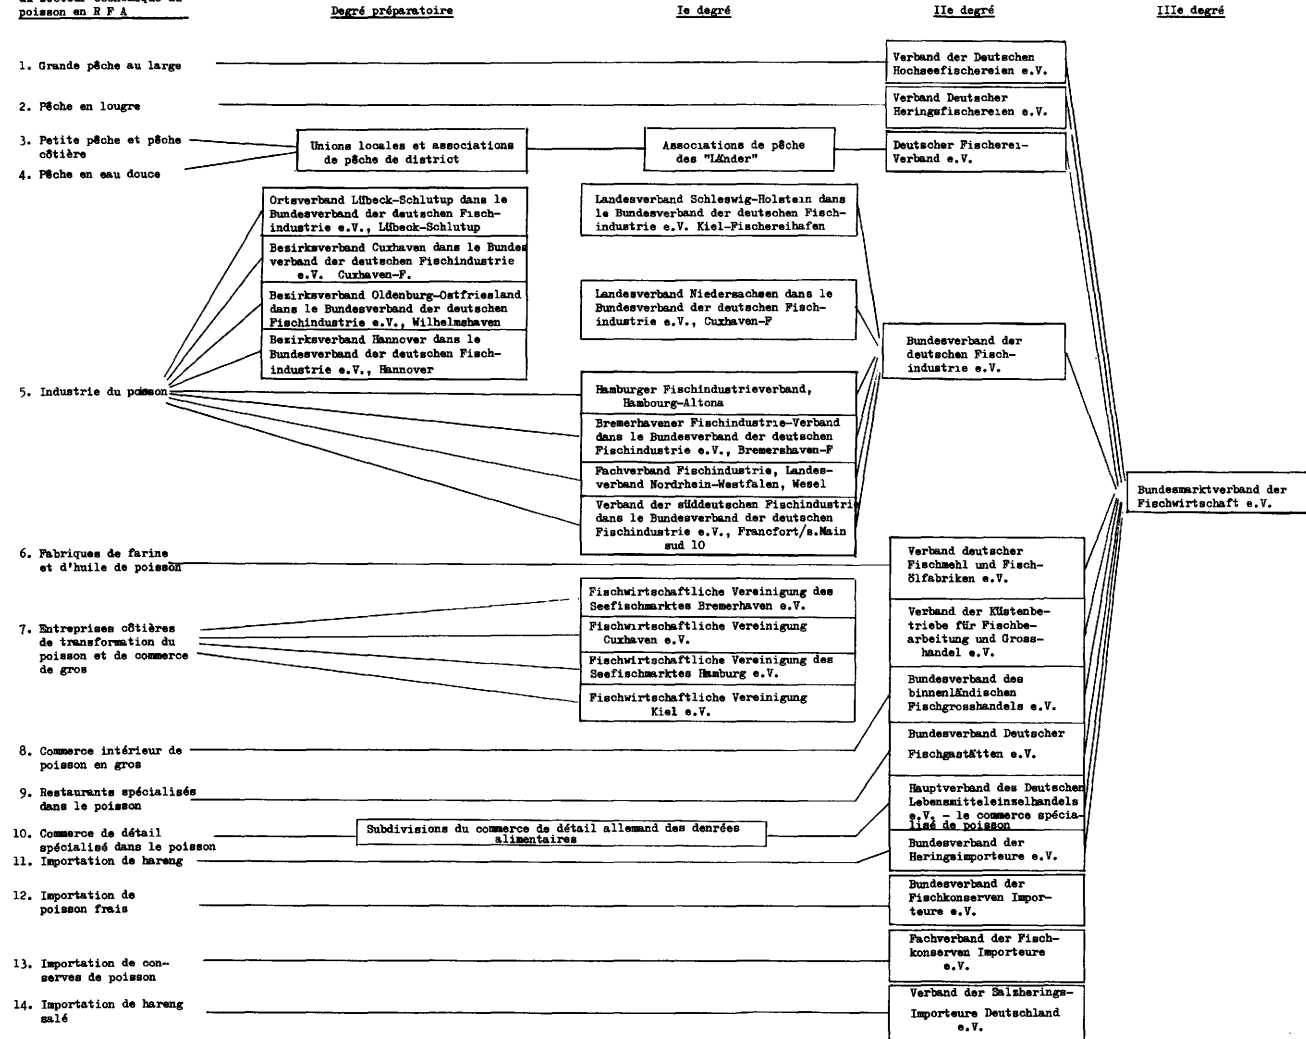 poisson en R F A
Degré préparatoire
Ie degré
IIe degré
IIIe degré
1. Grande pêche au large
Verband der Deutschen
Hochseefischereien e.V.
2. Pêche en lougre
Verband Deutscher
Heringsfischereien e.V.
3. Petite pêche et pêche
côtière
4. Pêche en eau douce
Unions locales et associations
de pêche de district
Associations de pêche
des "Länder"
Deutscher Fischerei-
Verband e.V.
Ortsverband Lübeck-Schlutup dans le
Bundesverband der deutschen Fisch-
industrie e.V., Lübeck-Schlutup
Bezirksverband Cuxhaven dans le Bundes
verband der deutschen Fischindustrie
e.V. Cuxhaven-F.
Bezirksverband Oldenburg-Ostfriesland
dans le Bundesverband der deutschen
Fischindustrie e.V., Wilhelmshaven
Bezirksverband Hannover dans le
Bundesverband der deutschen Fisch-
industrie e.V., Hannover
Landesverband Schleswig-Holstein dans
le Bundesverband der deutschen Fisch-
industrie e.V. Kiel-Fischereihafen
Landesverband Niedersachsen dans le
Bundesverband der deutschen Fisch-
industrie e.V., Cuxhaven-F
Bundesverband der
deutschen Fisch-
industrie e.V.
5. Industrie du poisson
Hamburger Fischindustrieverband,
Hambourg-Altona
Bremerhavener Fischindustrie-Verband
dans le Bundesverband der deutschen
Fischindustrie e.V., Bremershaven-F
Fachverband Fischindustrie, Landes-
verband Nordrhein-Westfalen, Wesel
Verband der süddeutschen Fischindustrie
dans le Bundesverband der deutschen
Fischindustrie e.V., Francfort/s.Main
sud 10
Bundesmarktverband der
Fischwirtschaft e.V.
6. Fabriques de farine
et d'huile de poisson
Verband deutscher
Fischmehl und Fisch-
ölfabriken e.V.
7. Entreprises côtières
de transformation du
poisson et de commerce
de gros
Fischwirtschaftliche Vereinigung des
Seefischmarktes Bremerhaven e.V.
Fischwirtschaftliche Vereinigung
Cuxhaven e.V.
Fischwirtschaftliche Vereinigung des
Seefischmarktes Hamburg e.V.
Fischwirtschaftliche Vereinigung
Kiel e.V.
Verband der Küstenbe-
triebe für Fischbe-
arbeitung und Gross-
handel e.V.
Bundesverband des
binnenländischen
Fischgrosshandels e.V.
8. Commerce intérieur de
poisson en gros
Bundesverband Deutscher
Fischgastätten e.V.
9. Restaurants spécialisés
dans le poisson
Hauptverband des Deutschen
Lebensmitteleinselhandels
e.V. - le commerce spécia-
lisé de poisson
10. Commerce de détail
spécialisé dans le poisson
Subdivisions du commerce de détail allemand des denrées
alimentaires
11. Importation de hareng
Bundesverband der
Heringsimporteure e.V.
12. Importation de
poisson frais
Bundesverband der
Fischkonserven Impor-
teure e.V.
13. Importation de con-
serves de poisson
Fachverband der Fisch-
konserven Importeure
e.V.
14. Importation de hareng
salé
Verband der Salzherings-
Importeure Deutschland
e.V.